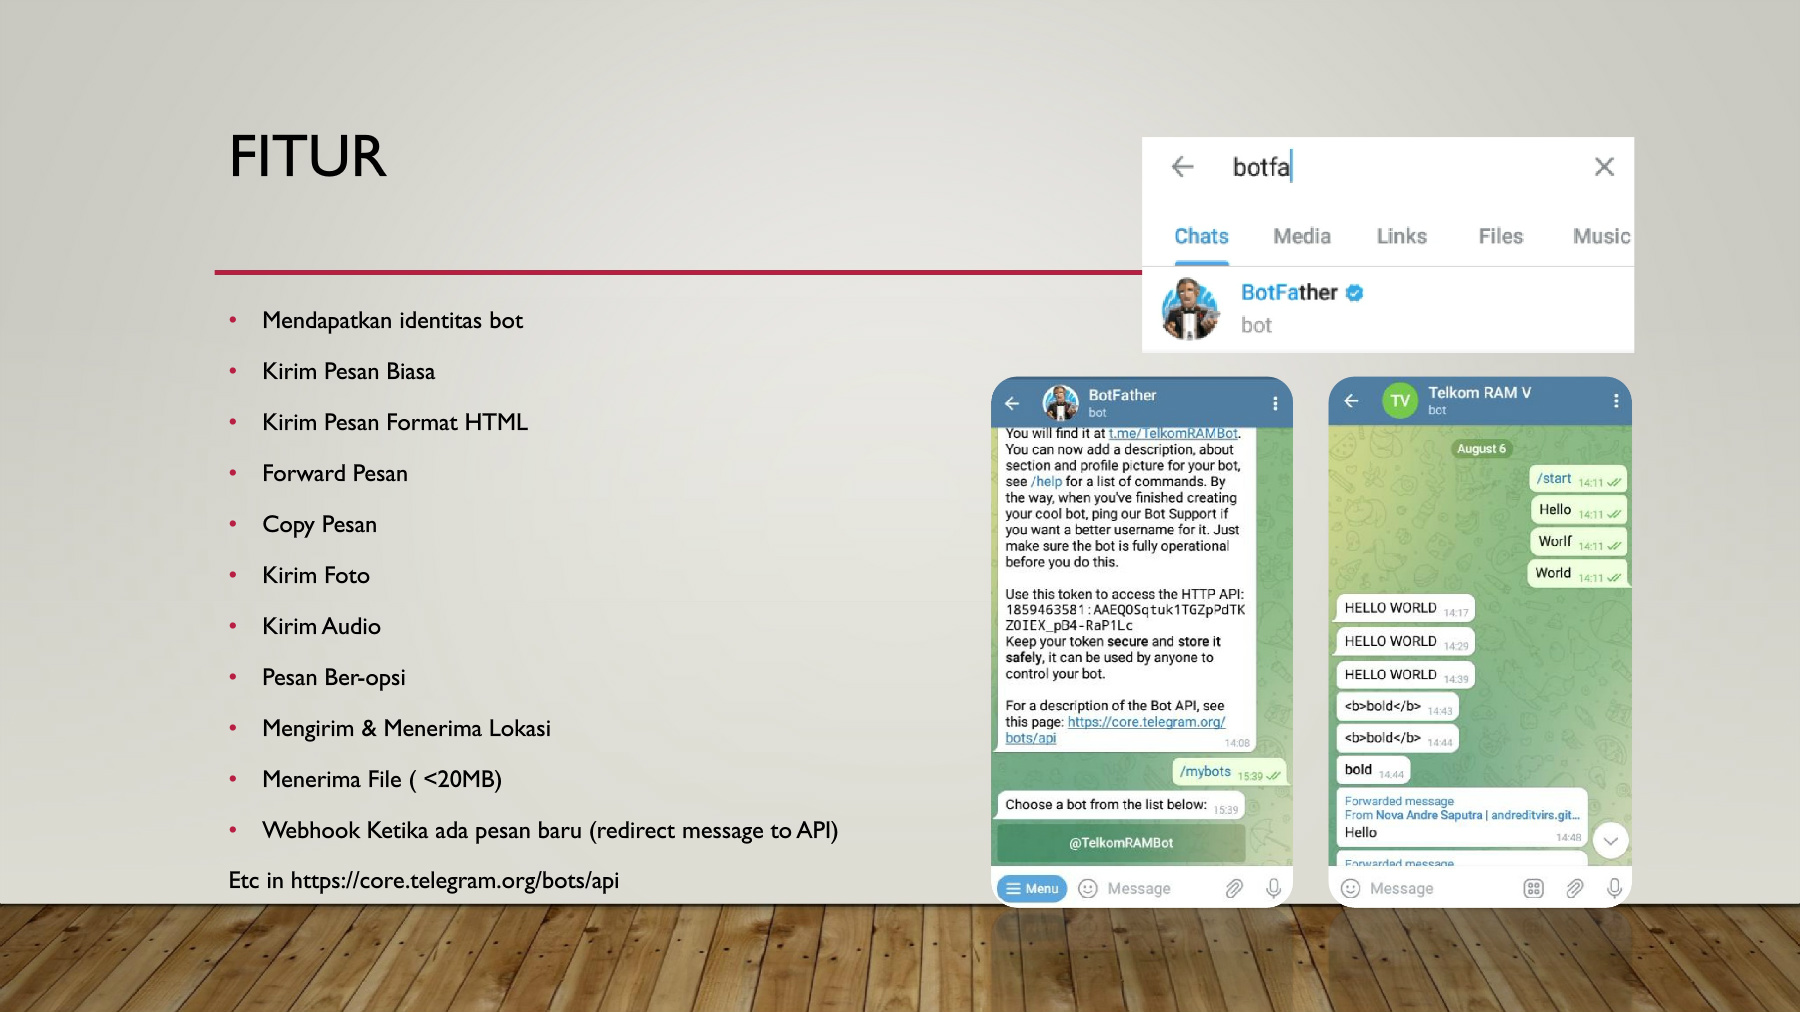 FITUR
• Mendapatkan identitas bot
• Kirim Pesan Biasa
• Kirim Pesan Format HTML
• Forward Pesan
• Copy Pesan
• Kirim Foto
• Kirim Audio
• Pesan Ber-opsi
• Mengirim & Menerima Lokasi
• Menerima File ( <20MB)
• Webhook Ketika ada pesan baru (redirect message to API)
Etc in https://core.telegram.org/bots/api
botfa
Chats Media Links Files Music
BotFather
bot
BotFather
bot
You will find it at t.me/TelkomRAMBot.
You can now add a description, about
section and profile picture for your bot,
see /help for a list of commands. By
the way, when you've finished creating
your cool bot, ping our Bot Support if
you want a better username for it. Just
make sure the bot is fully operational
before you do this.
Use this token to access the HTTP API:
1859463581:AAEQOSqtuk1TGZpPdTK
ZOIEX_pB4-RaP1Lc
Keep your token secure and store it
safely, it can be used by anyone to
control your bot.
For a description of the Bot API, see
this page: https://core.telegram.org/
bots/api 14:08
/mybots 15:39
Choose a bot from the list below: 15:39
@TelkomRAMBot
Menu Message
TV Telkom RAM V
bot
August 6
/start 14:11
Hello 14:11
Worlf 14:11
World 14:11
HELLO WORLD 14:17
HELLO WORLD 14:29
HELLO WORLD 14:39
<b>bold</b> 14:43
<b>bold</b> 14:44
bold 14:44
Forwarded message
From Nova Andre Saputra | andreditvirs.git...
Hello 14:48
Forwarded message
Message